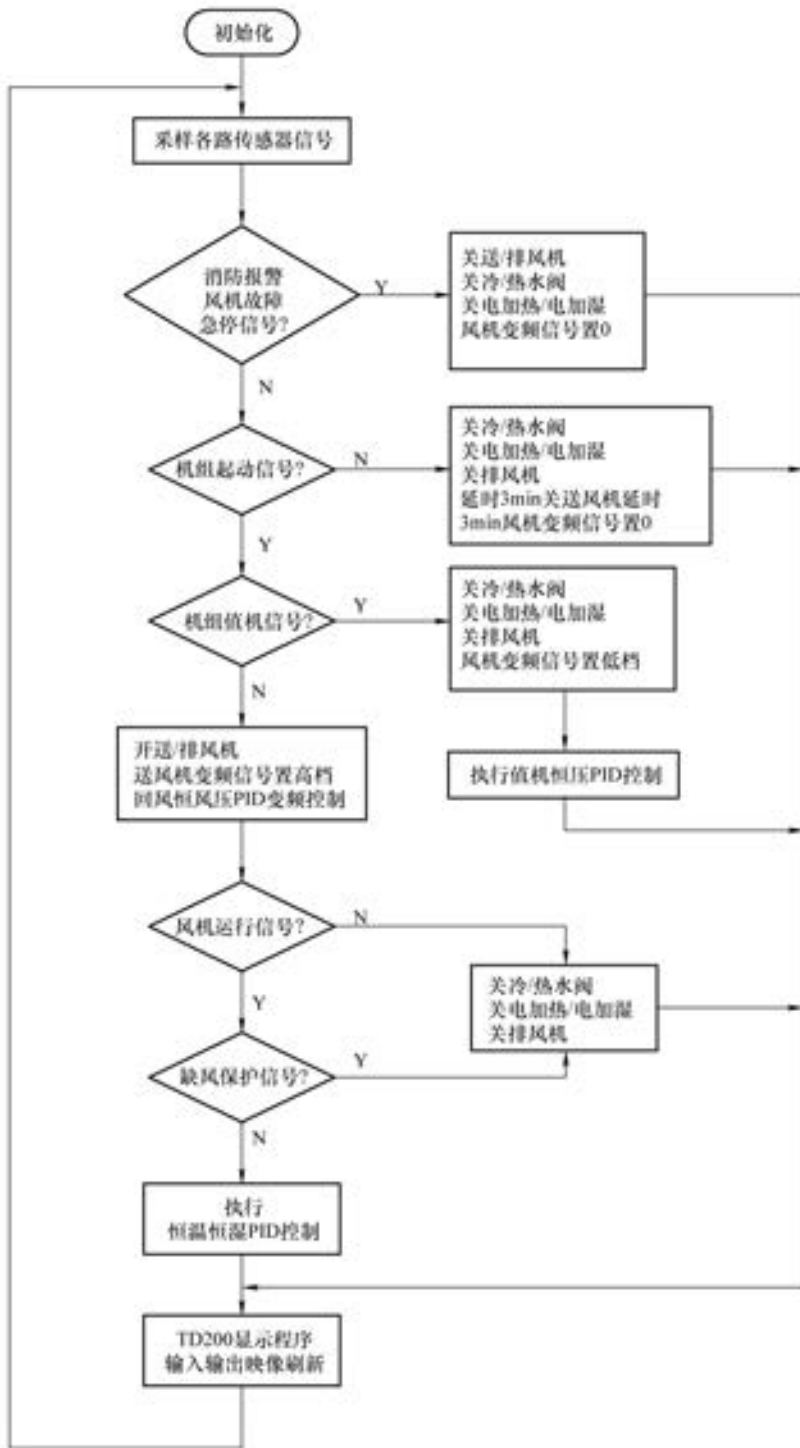 初始化
采样各路传感器信号
消防报警
风机故障
急停信号?
Y
关送/排风机
关冷/热水阀
关电加热/电加湿
风机变频信号置0
N
机组起动信号?
N
关冷/热水阀
关电加热/电加湿
关排风机
延时3min关送风机延时
3min风机变频信号置0
Y
机组值机信号?
Y
关冷/热水阀
关电加热/电加湿
关排风机
风机变频信号置低档
N
执行值机恒压PID控制
开送/排风机
送风机变频信号置高档
回风恒风压PID变频控制
风机运行信号?
N
关冷/热水阀
关电加热/电加湿
关排风机
Y
缺风保护信号?
Y
N
执行
恒温恒湿PID控制
TD200显示程序
输入输出映像刷新